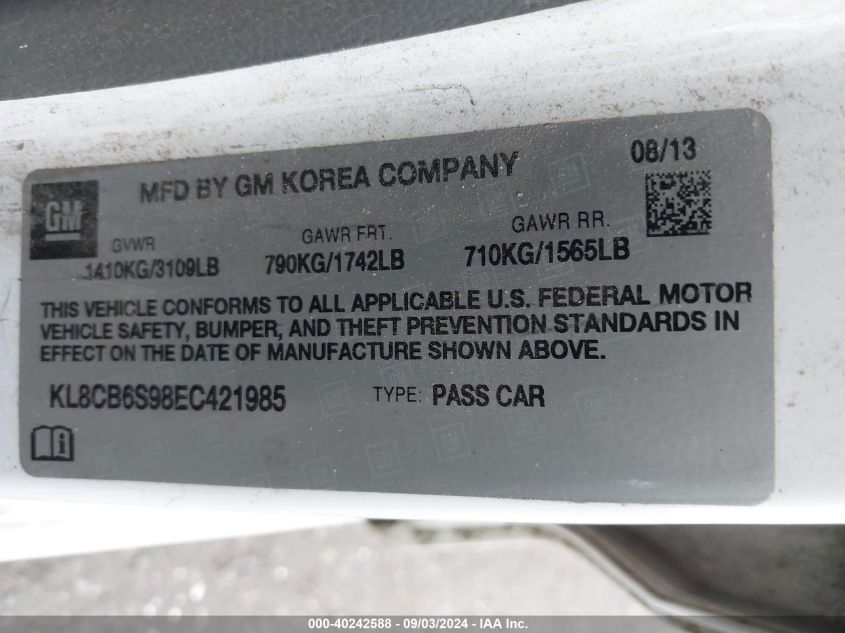 MFD BY GM KOREA COMPANY
08/13
GM
GVWR
GAWR FRT.
GAWR RR.
1410KG/3109LB
790KG/1742LB
710KG/1565LB
THIS VEHICLE CONFORMS TO ALL APPLICABLE U.S. FEDERAL MOTOR
VEHICLE SAFETY, BUMPER, AND THEFT PREVENTION STANDARDS IN
EFFECT ON THE DATE OF MANUFACTURE SHOWN ABOVE.
KL8CB6S98EC421985
TYPE: PASS CAR
000-40242588 - 09/03/2024 - © IAA Inc.